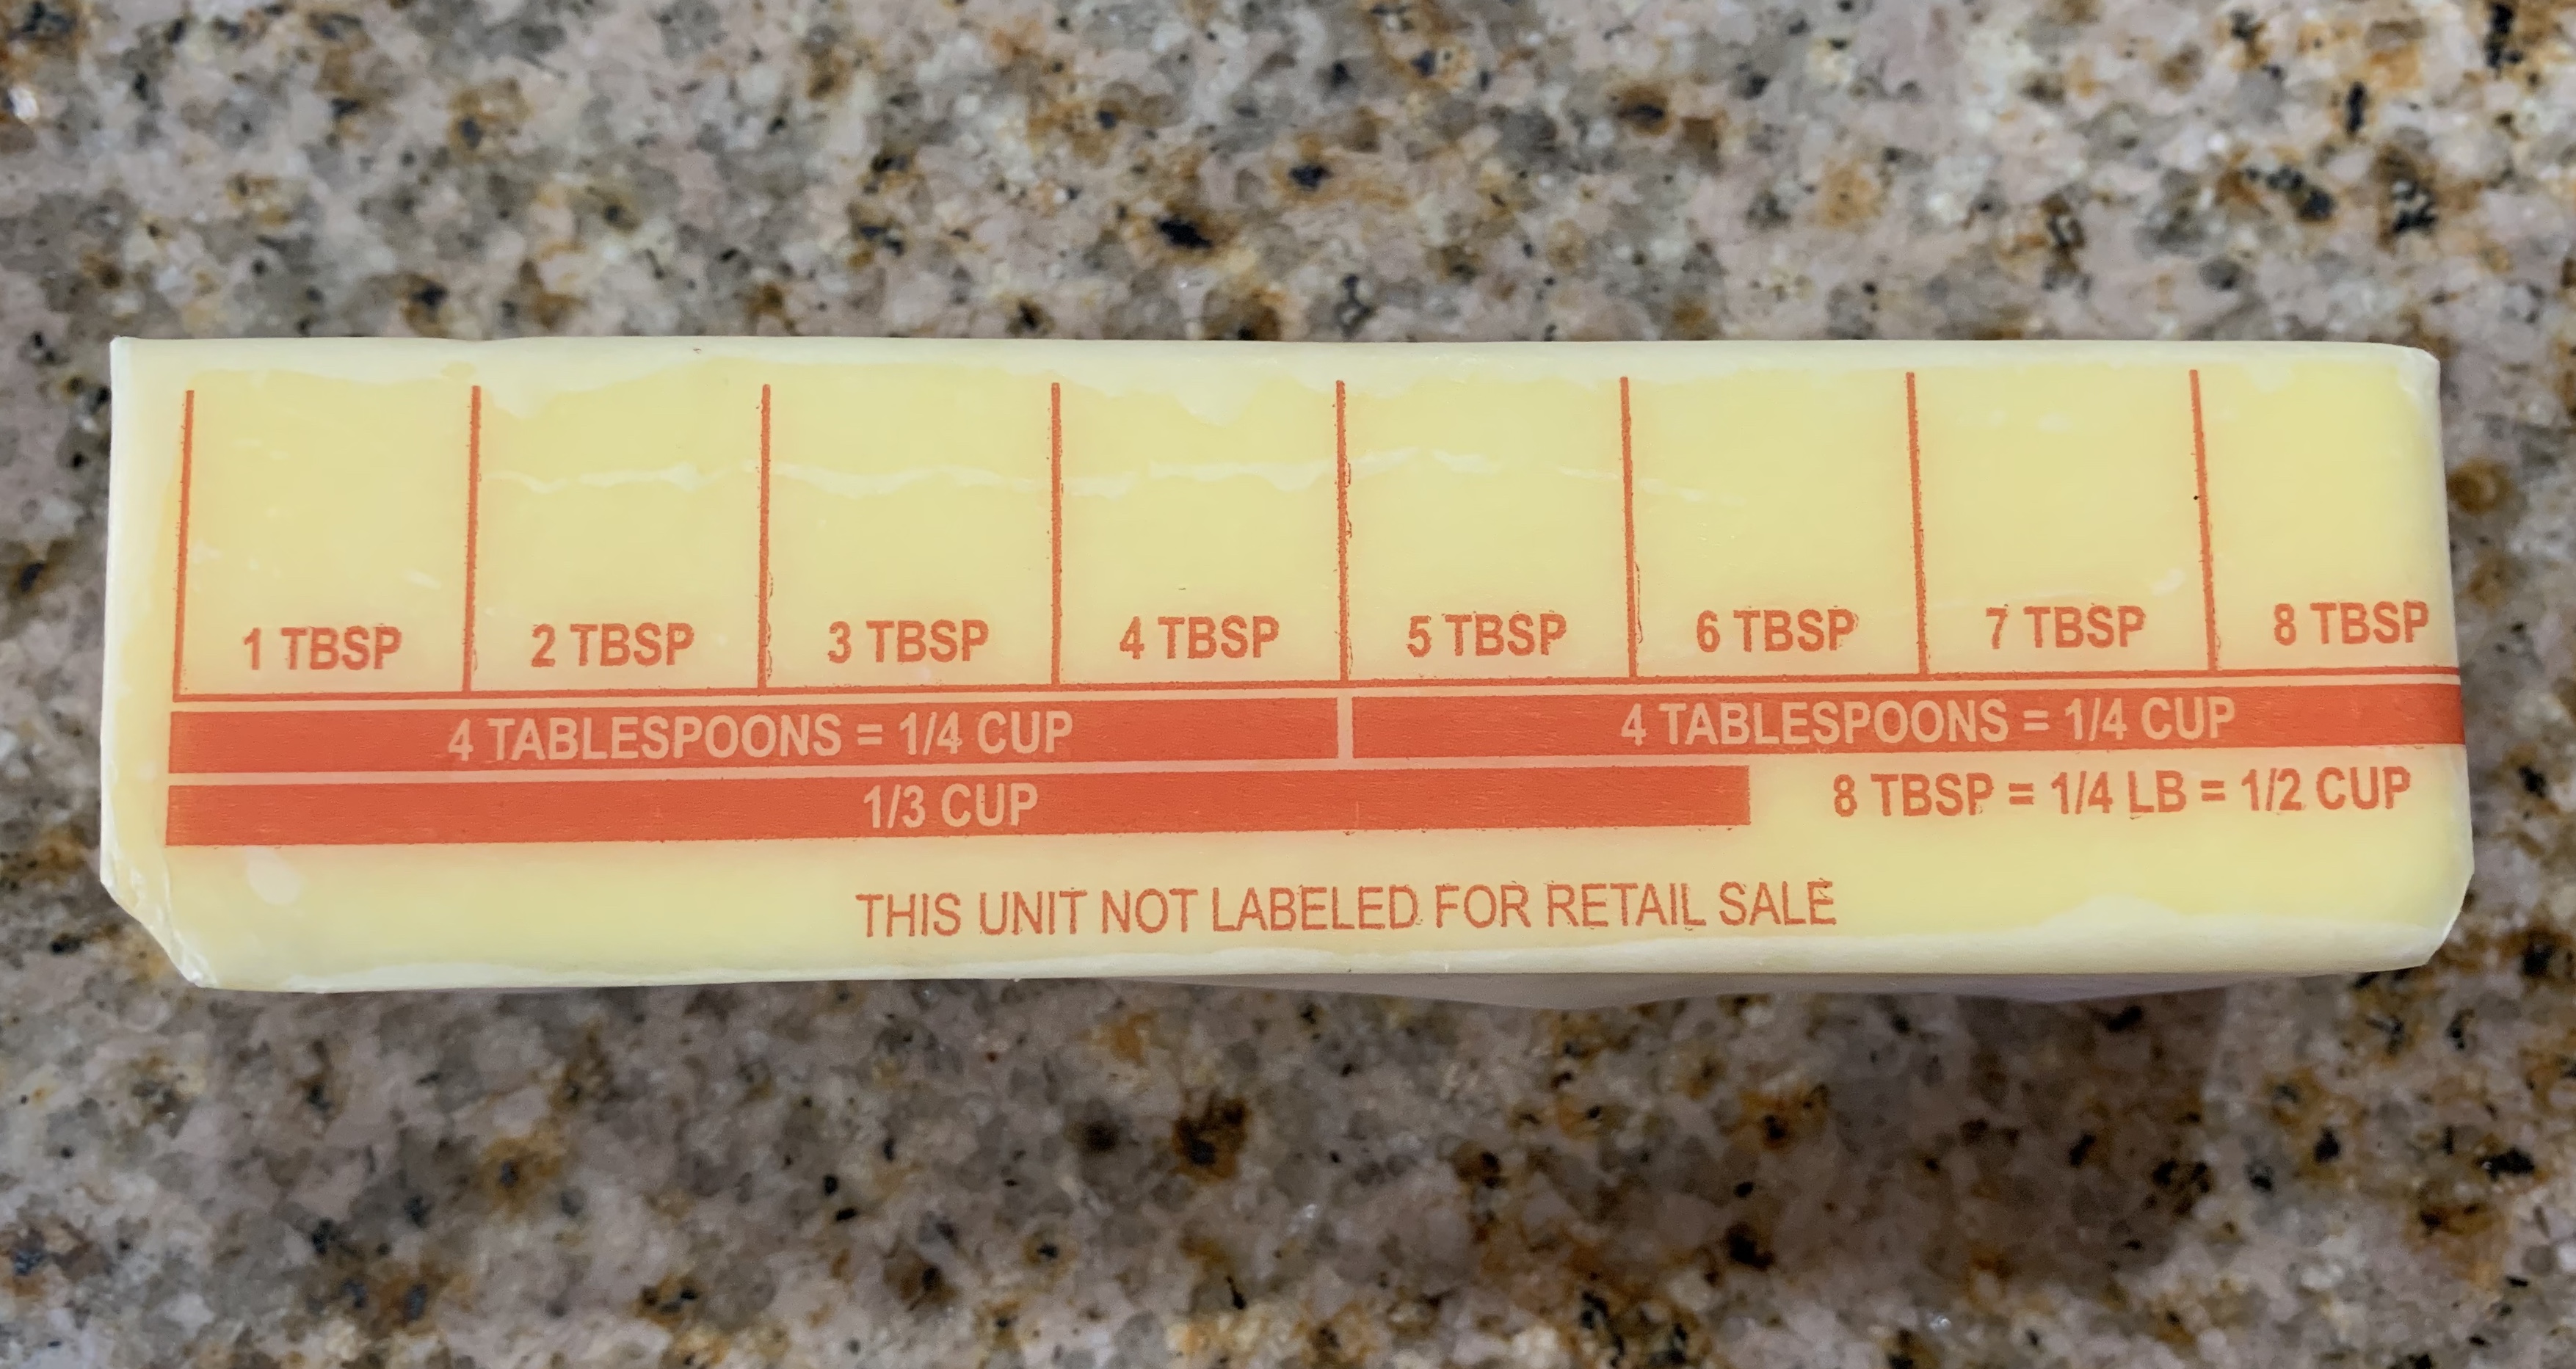 1 TBSP 2 TBSP 3 TBSP 4 TBSP 5 TBSP 6 TBSP 7 TBSP 8 TBSP
4 TABLESPOONS = 1/4 CUP 4 TABLESPOONS = 1/4 CUP
1/3 CUP 8 TBSP = 1/4 LB = 1/2 CUP
THIS UNIT NOT LABELED FOR RETAIL SALE